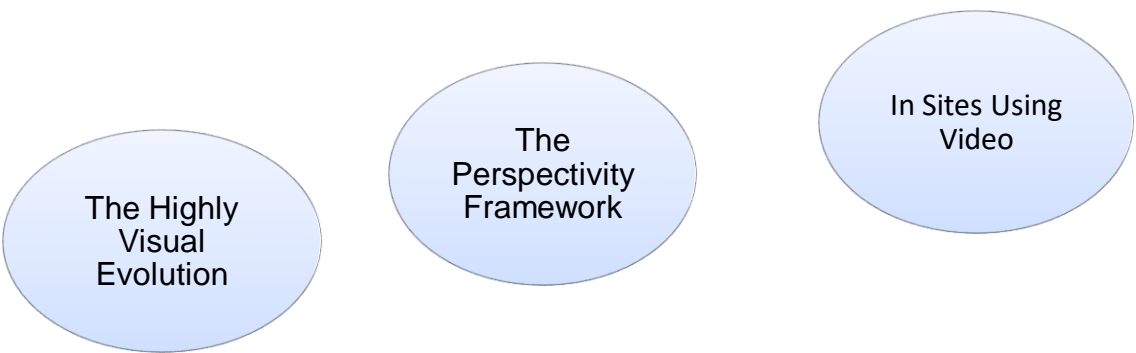 The Highly
Visual
Evolution
The
Perspectivity
Framework
In Sites Using
Video